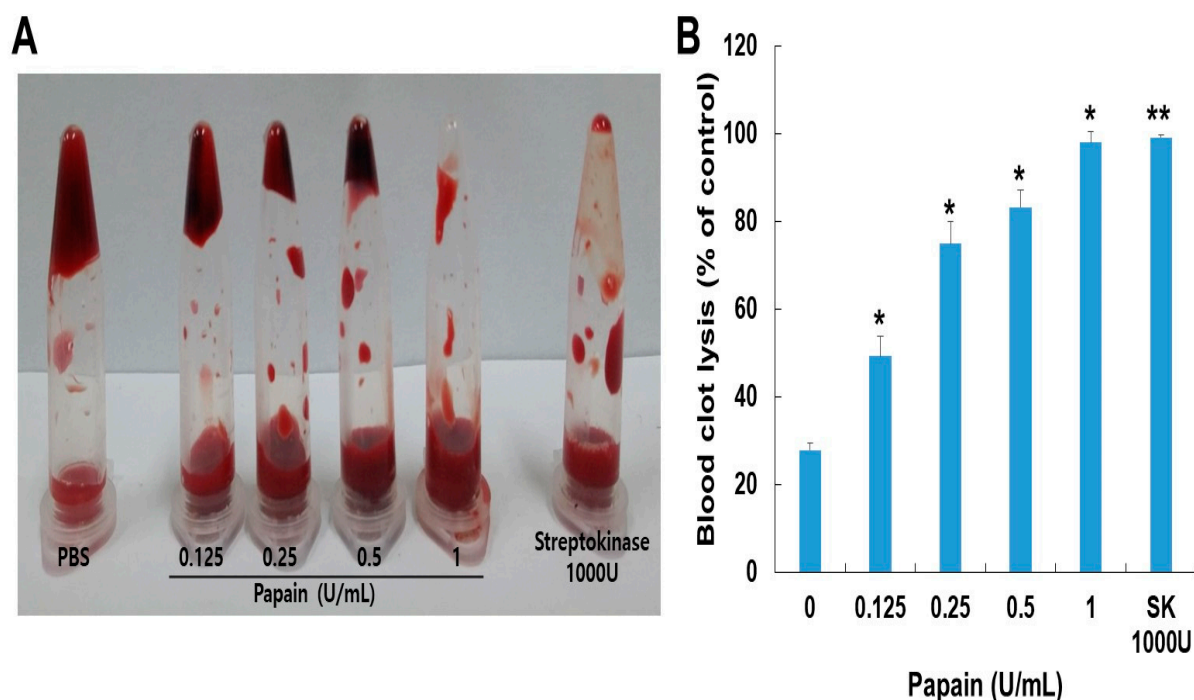 A
PBS
0.125 0.25 0.5 1
Papain (U/mL)
Streptokinase
1000U
B
Blood clot lysis (% of control)
120
100
80
60
40
20
0
*
*
*
*
**
0 0.125 0.25 0.5 1 SK
1000U
Papain (U/mL)